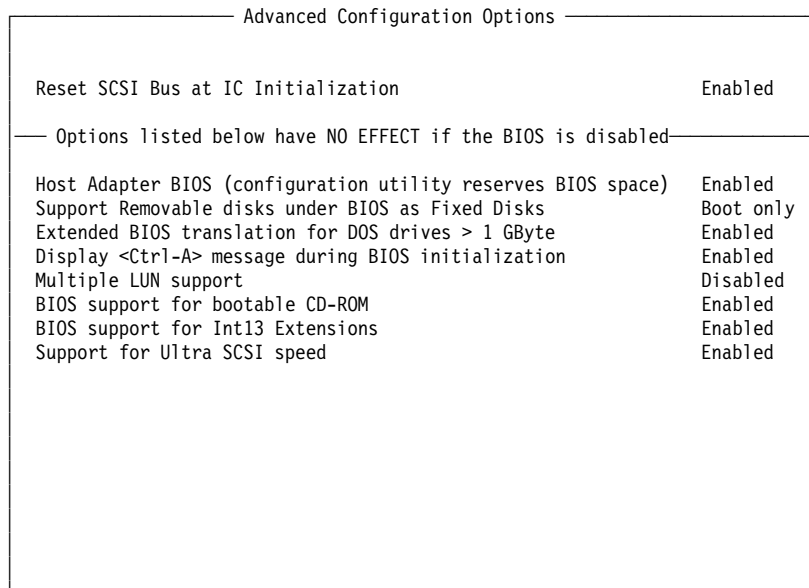 Advanced Configuration Options
Reset SCSI Bus at IC Initialization Enabled
Options listed below have NO EFFECT if the BIOS is disabled
Host Adapter BIOS (configuration utility reserves BIOS space) Enabled
Support Removable disks under BIOS as Fixed Disks Boot only
Extended BIOS translation for DOS drives > 1 GByte Enabled
Display <Ctrl-A> message during BIOS initialization Enabled
Multiple LUN support Disabled
BIOS support for bootable CD-ROM Enabled
BIOS support for Int13 Extensions Enabled
Support for Ultra SCSI speed Enabled